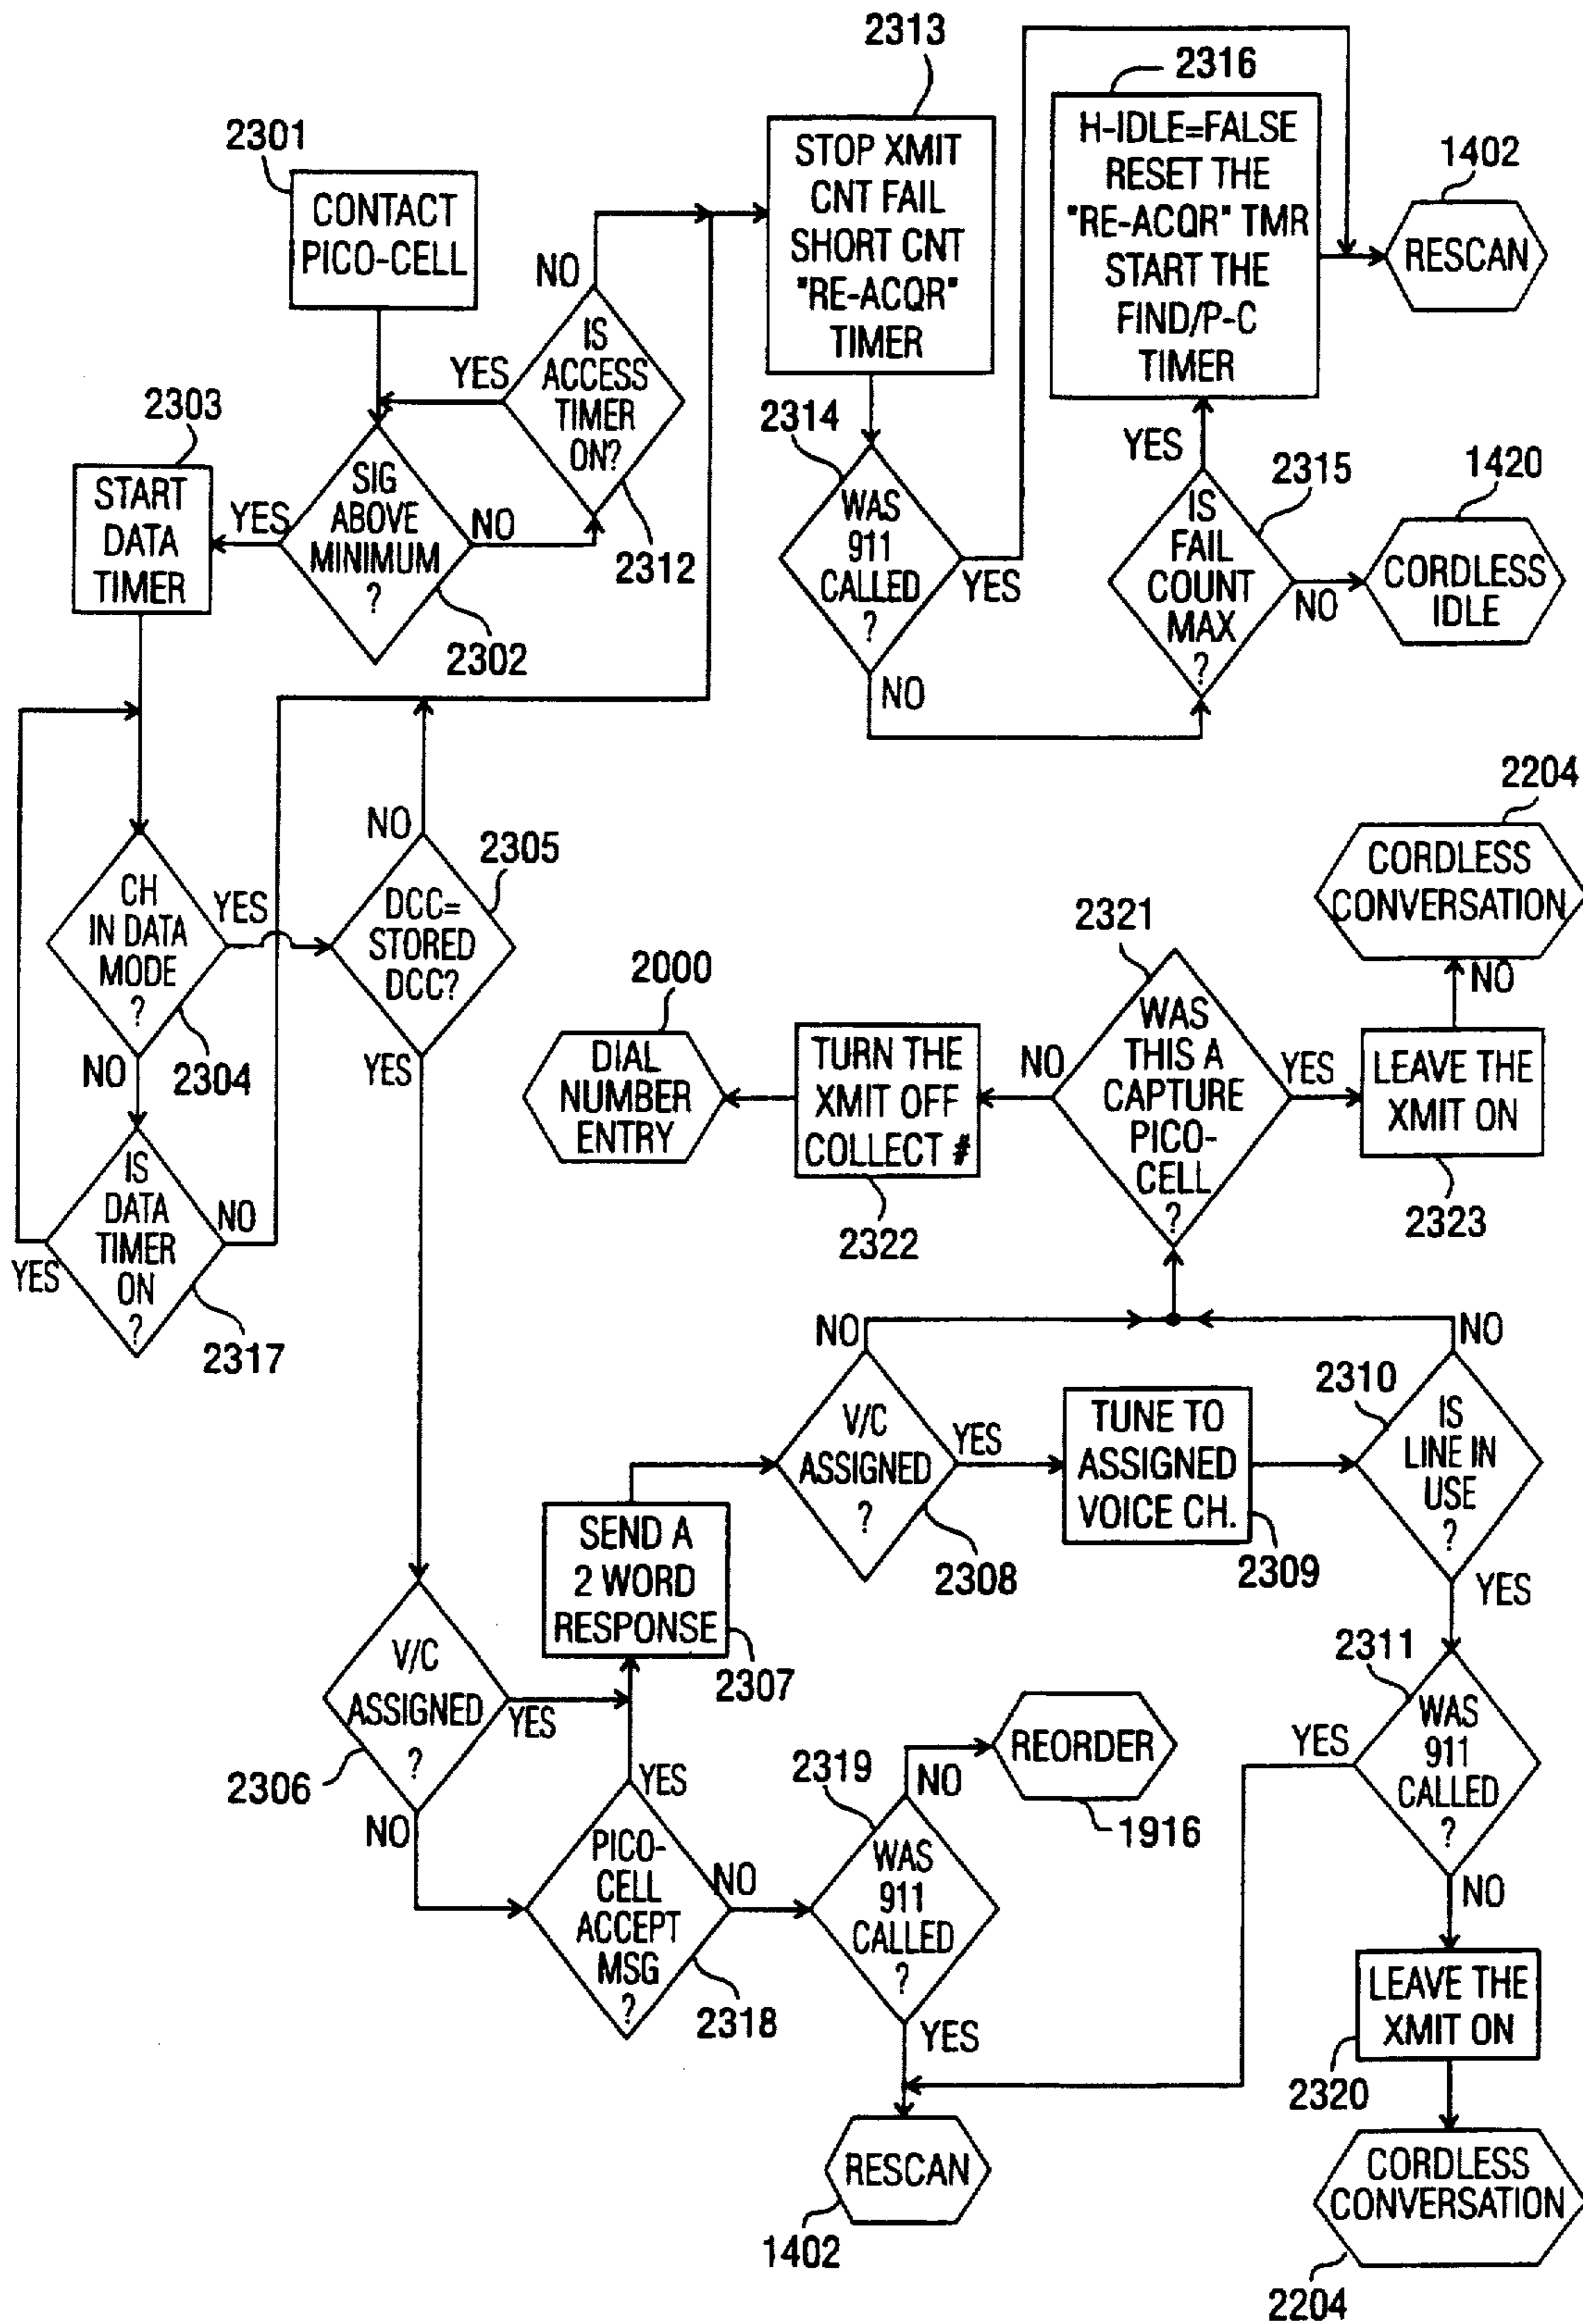 2313
2316
H-IDLE=FALSE
RESET THE
"RE-ACQR" TMR
START THE
FIND/P-C
TIMER
1402
RESCAN
2301
CONTACT
PICO-CELL
STOP XMIT
CNT FAIL
SHORT CNT
"RE-ACQR"
TIMER
NO
IS
ACCESS
TIMER
ON?
YES
2312
2303
START
DATA
TIMER
YES
SIG
ABOVE
MINIMUM
?
NO
2302
2314
WAS
911
CALLED
?
YES
NO
YES
2315
IS
FAIL
COUNT
MAX
?
NO
1420
CORDLESS
IDLE
CH
IN DATA
MODE
?
YES
NO
2304
NO
2305
DCC=
STORED
DCC?
YES
IS
DATA
TIMER
ON
?
NO
YES
2317
2204
CORDLESS
CONVERSATION
NO
2321
WAS
THIS A
CAPTURE
PICO-
CELL
?
NO
YES
2000
DIAL
NUMBER
ENTRY
TURN THE
XMIT OFF
COLLECT #
2322
LEAVE THE
XMIT ON
2323
NO
V/C
ASSIGNED
?
YES
2308
TUNE TO
ASSIGNED
VOICE CH.
2309
NO
2310
IS
LINE IN
USE
?
YES
SEND A
2 WORD
RESPONSE
2307
V/C
ASSIGNED
?
YES
2306
NO
YES
PICO-
CELL
ACCEPT
MSG
?
NO
2318
2319
WAS
911
CALLED
?
NO
YES
REORDER
1916
2311
YES
WAS
911
CALLED
?
NO
LEAVE THE
XMIT ON
2320
RESCAN
1402
CORDLESS
CONVERSATION
2204